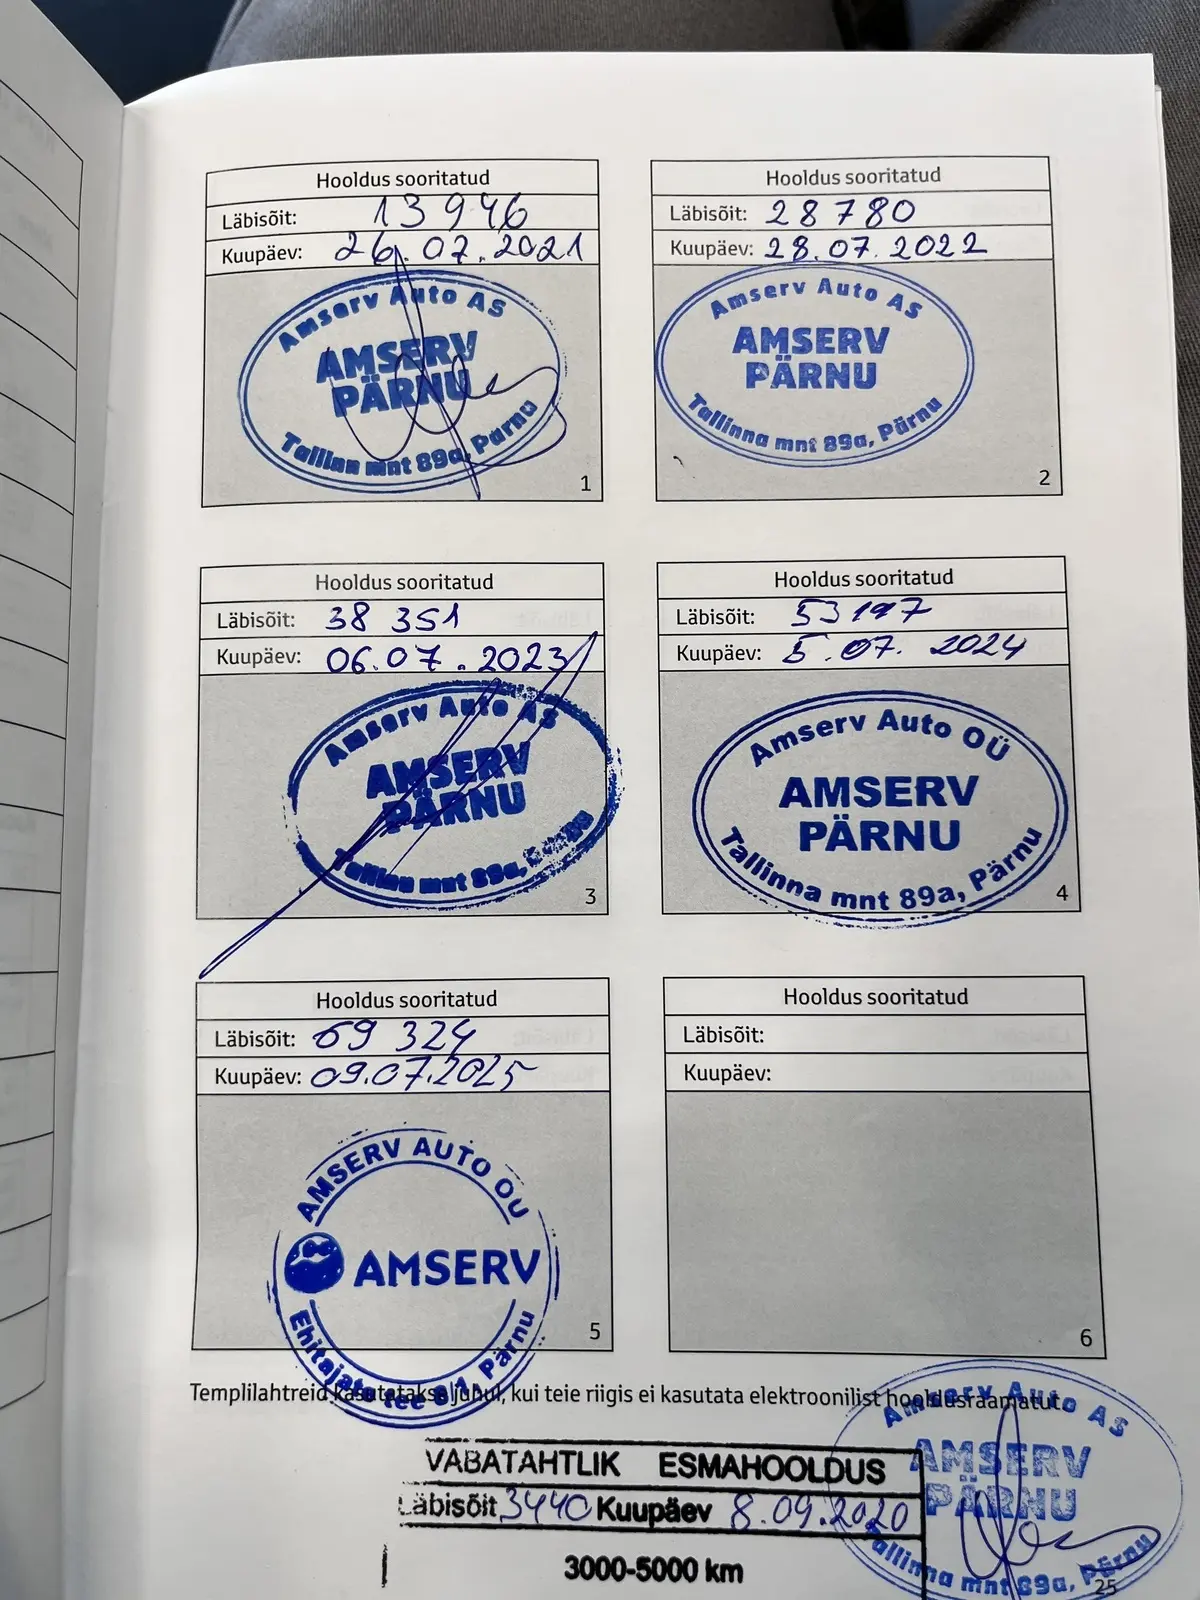 Hooldus sooritatud
Läbisõit: 13946
Kuupäev: 26.07.2021
Amserv Auto AS
AMSERV
PÄRNU
Tallinn mnt 89a, Pärnu
1
Hooldus sooritatud
Läbisõit: 28780
Kuupäev: 28.07.2022
Amserv Auto AS
AMSERV
PÄRNU
Tallinna mnt 89a, Pärnu
2
Hooldus sooritatud
Läbisõit: 38 351
Kuupäev: 06.07.2023
Amserv Auto AS
AMSERV
PÄRNU
mnt 89a,
3
Hooldus sooritatud
Läbisõit: 53197
Kuupäev: 5.07. 2024
Amserv Auto OÜ
AMSERV
PÄRNU
Tallinna mnt 89a, Pärnu
4
Hooldus sooritatud
Läbisõit: 69 324
Kuupäev: 09.07.2025
AMSERV AUTO OÜ
AMSERV
Ehitajate tee Pärnu
5
Hooldus sooritatud
Läbisõit:
Kuupäev:
6
Templilahtreid kasutatakse juhul, kui teie riigis ei kasutata elektroonilist hooldusraamatut.
VABATAHTLIK ESMAHOOLDUS
Läbisõit 3440 Kuupäev 8.09.2020
3000-5000 km
Amserv Auto AS
AMSERV
PÄRNU
Tallinna mnt 89a, Pärnu
25